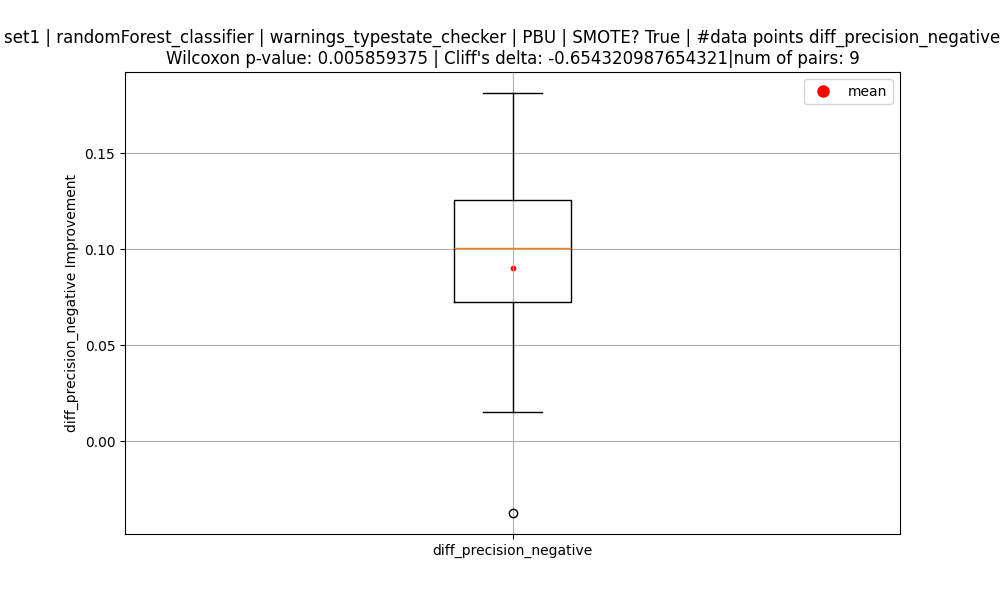 set1 | randomForest_classifier | warnings_typestate_checker | PBU | SMOTE? True | #data points diff_precision_negative
Wilcoxon p-value: 0.005859375 | Cliff's delta: -0.654320987654321|num of pairs: 9
mean
0.15
0.10
0.05
0.00
diff_precision_negative Improvement
diff_precision_negative